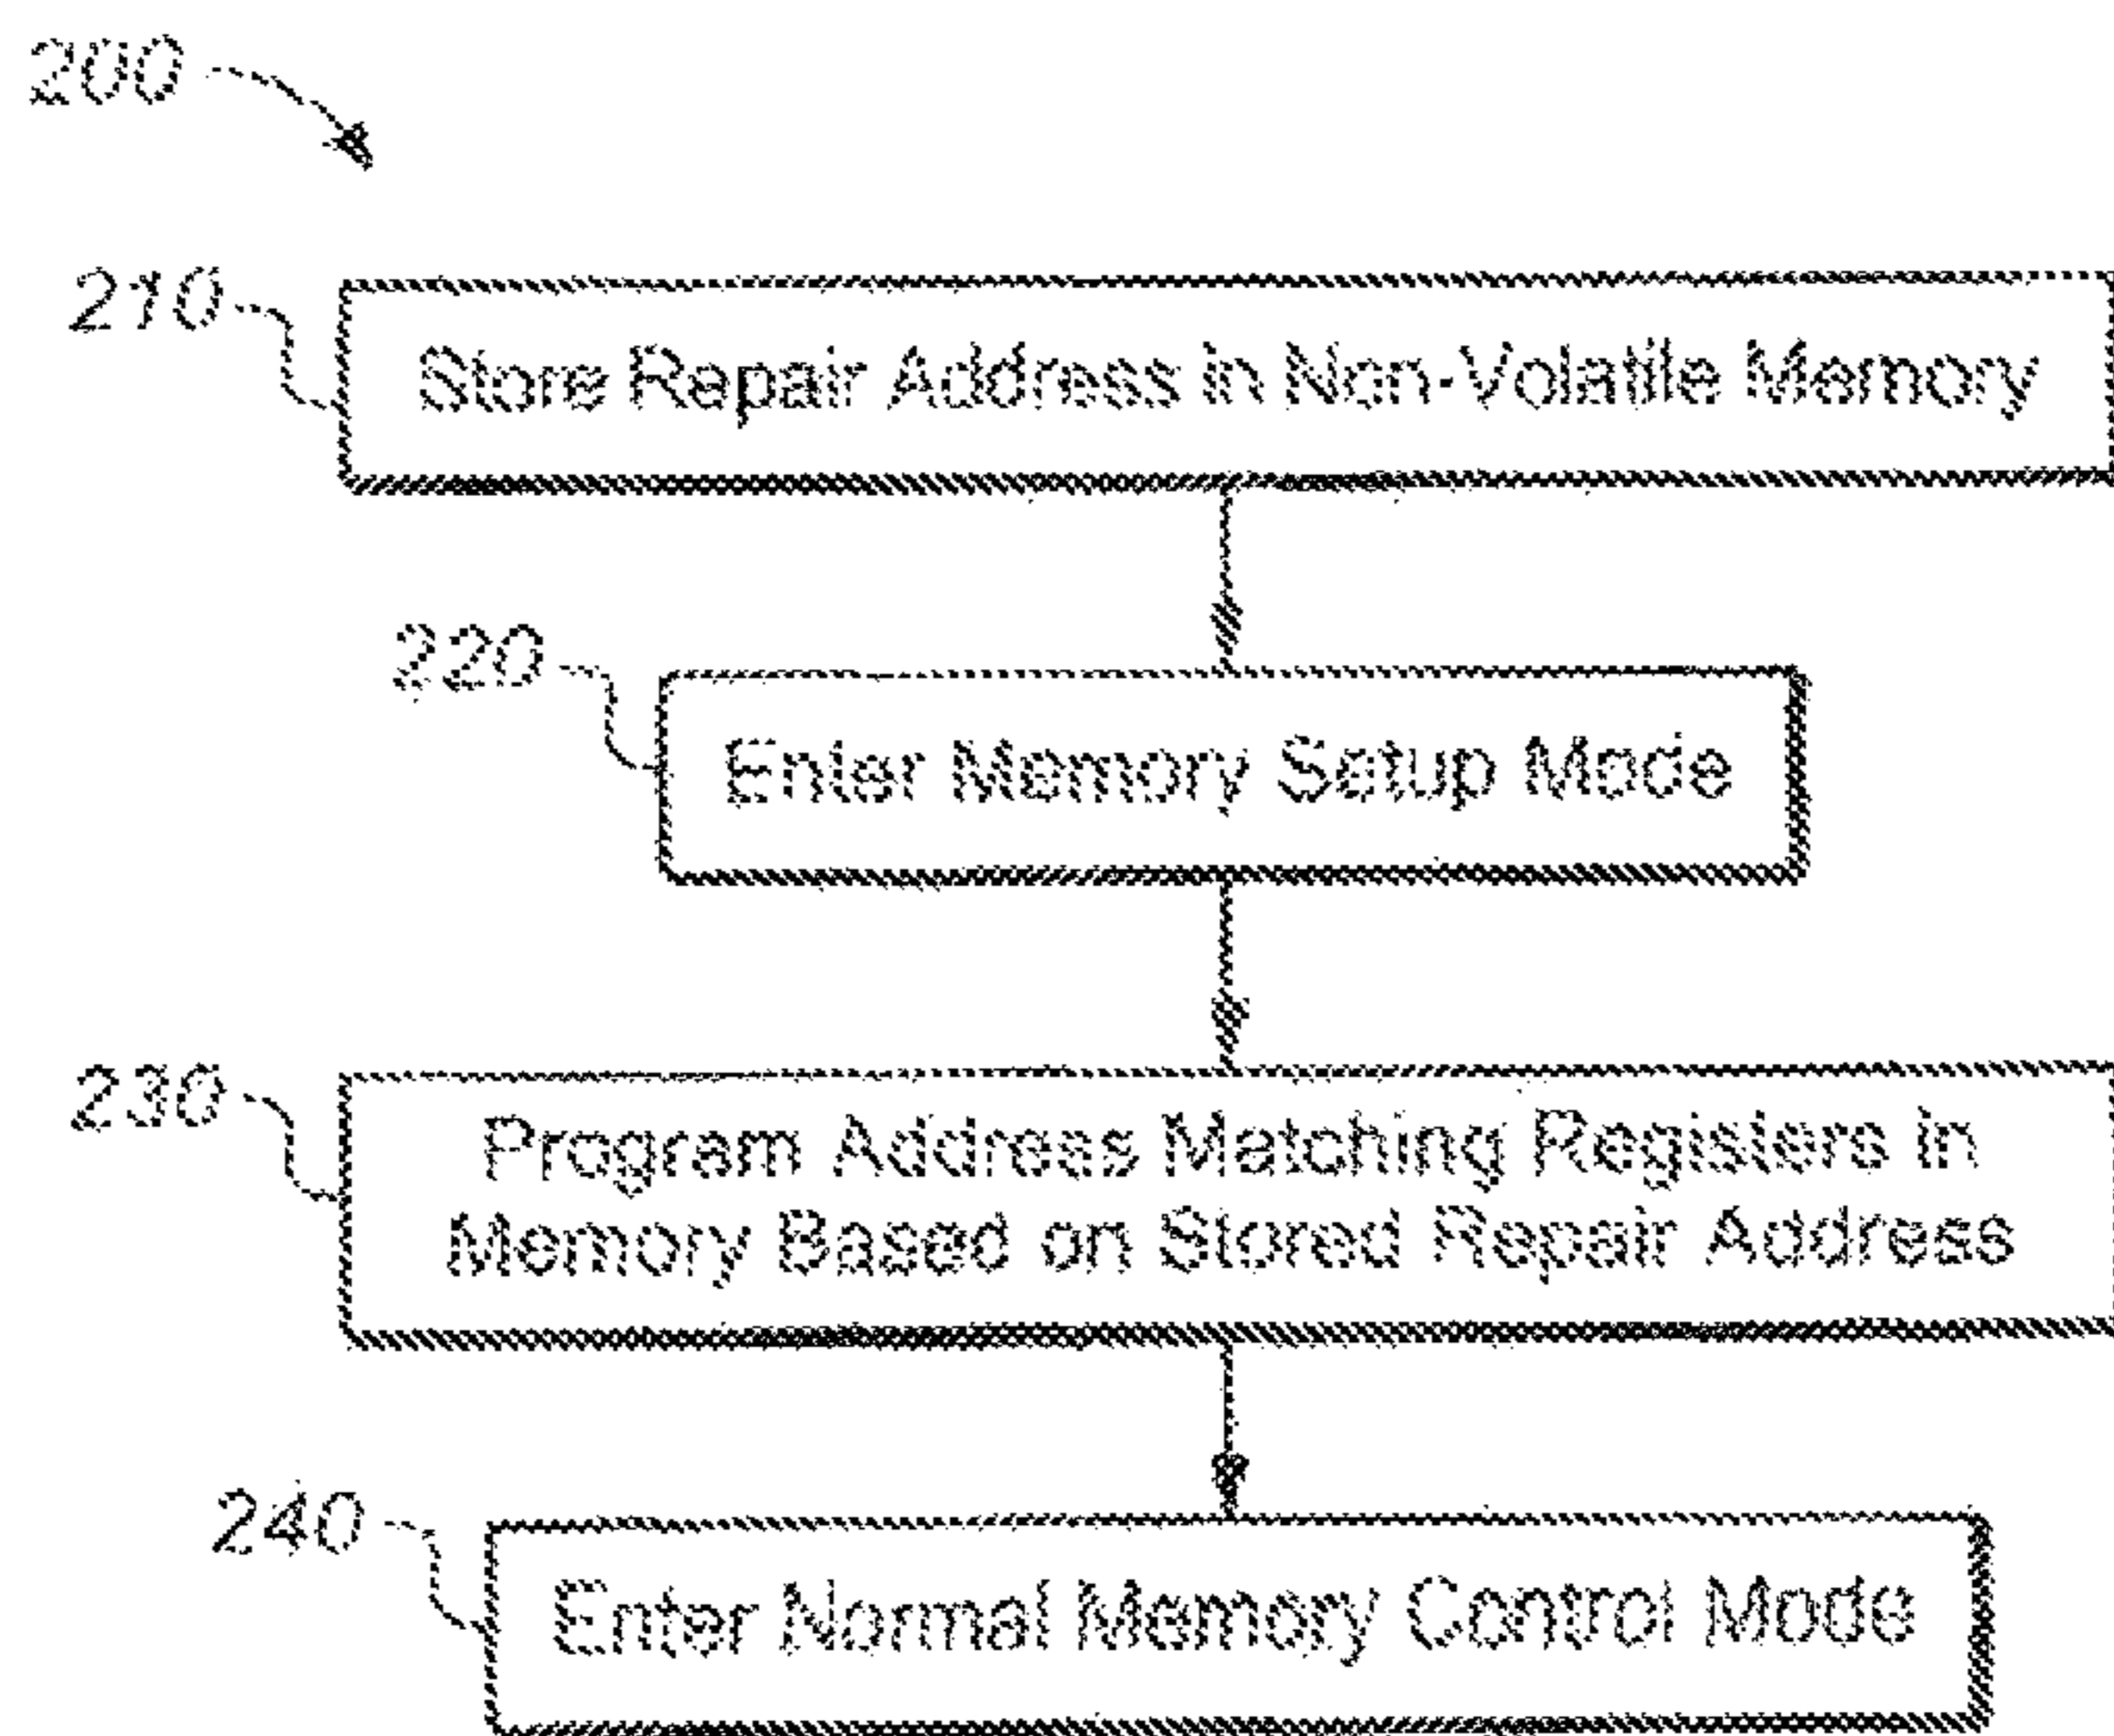 200
210
Store Repair Address in Non-Volatile Memory
220
Enter Memory Setup Mode
230
Program Address Matching Registers in
Memory Based on Stored Repair Address
240
Enter Normal Memory Control Mode